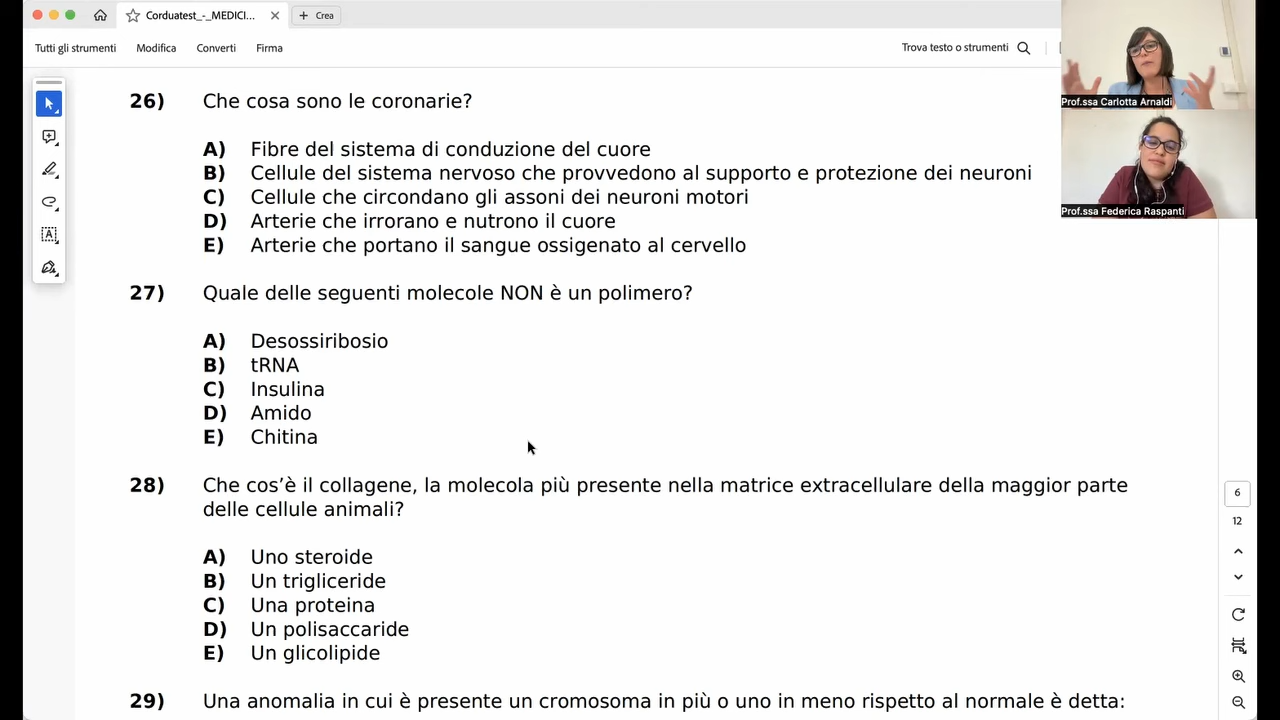 Corduatest_-_MEDICI...
Crea
Tutti gli strumenti
Modifica
Converti
Firma
Trova testo o strumenti
Prof.ssa Carlotta Arnaldi
Prof.ssa Federica Raspanti
26) Che cosa sono le coronarie?
A) Fibre del sistema di conduzione del cuore
B) Cellule del sistema nervoso che provvedono al supporto e protezione dei neuroni
C) Cellule che circondano gli assoni dei neuroni motori
D) Arterie che irrorano e nutrono il cuore
E) Arterie che portano il sangue ossigenato al cervello
27) Quale delle seguenti molecole NON è un polimero?
A) Desossiribosio
B) tRNA
C) Insulina
D) Amido
E) Chitina
28) Che cos’è il collagene, la molecola più presente nella matrice extracellulare della maggior parte
delle cellule animali?
A) Uno steroide
B) Un trigliceride
C) Una proteina
D) Un polisaccaride
E) Un glicolipide
29) Una anomalia in cui è presente un cromosoma in più o uno in meno rispetto al normale è detta:
6
12